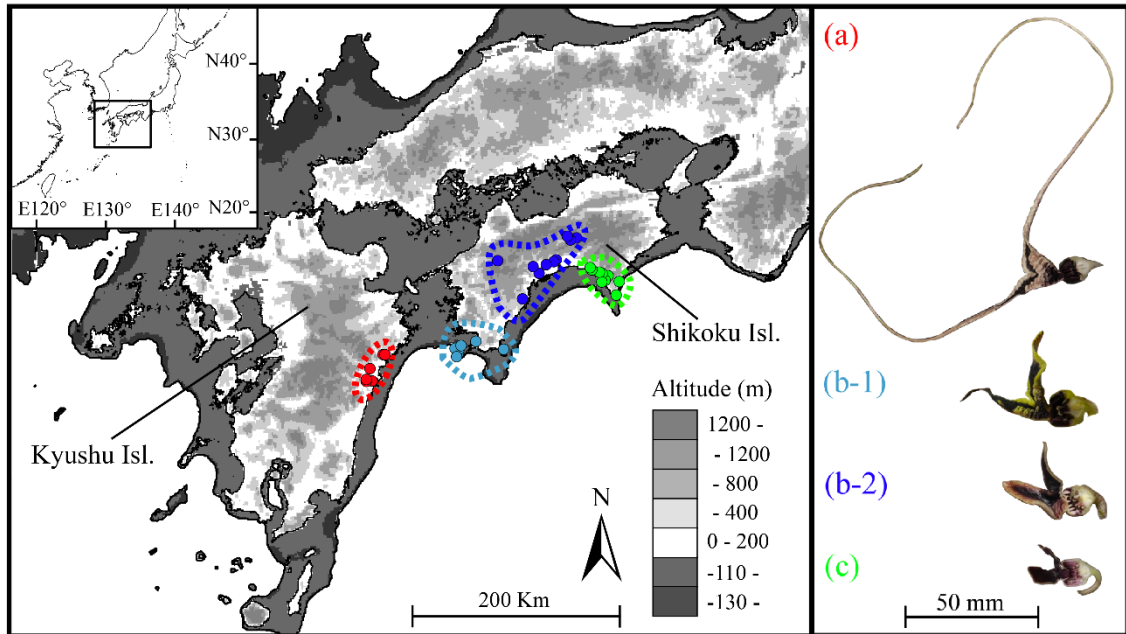 N40°
N30°
N20°
E120°
E130°
E140°
Shikoku Isl.
Kyushu Isl.
Altitude (m)
1200 -
- 1200
- 800
- 400
0 - 200
-110 -
-130 -
N
200 Km
(a)
(b-1)
(b-2)
(c)
50 mm